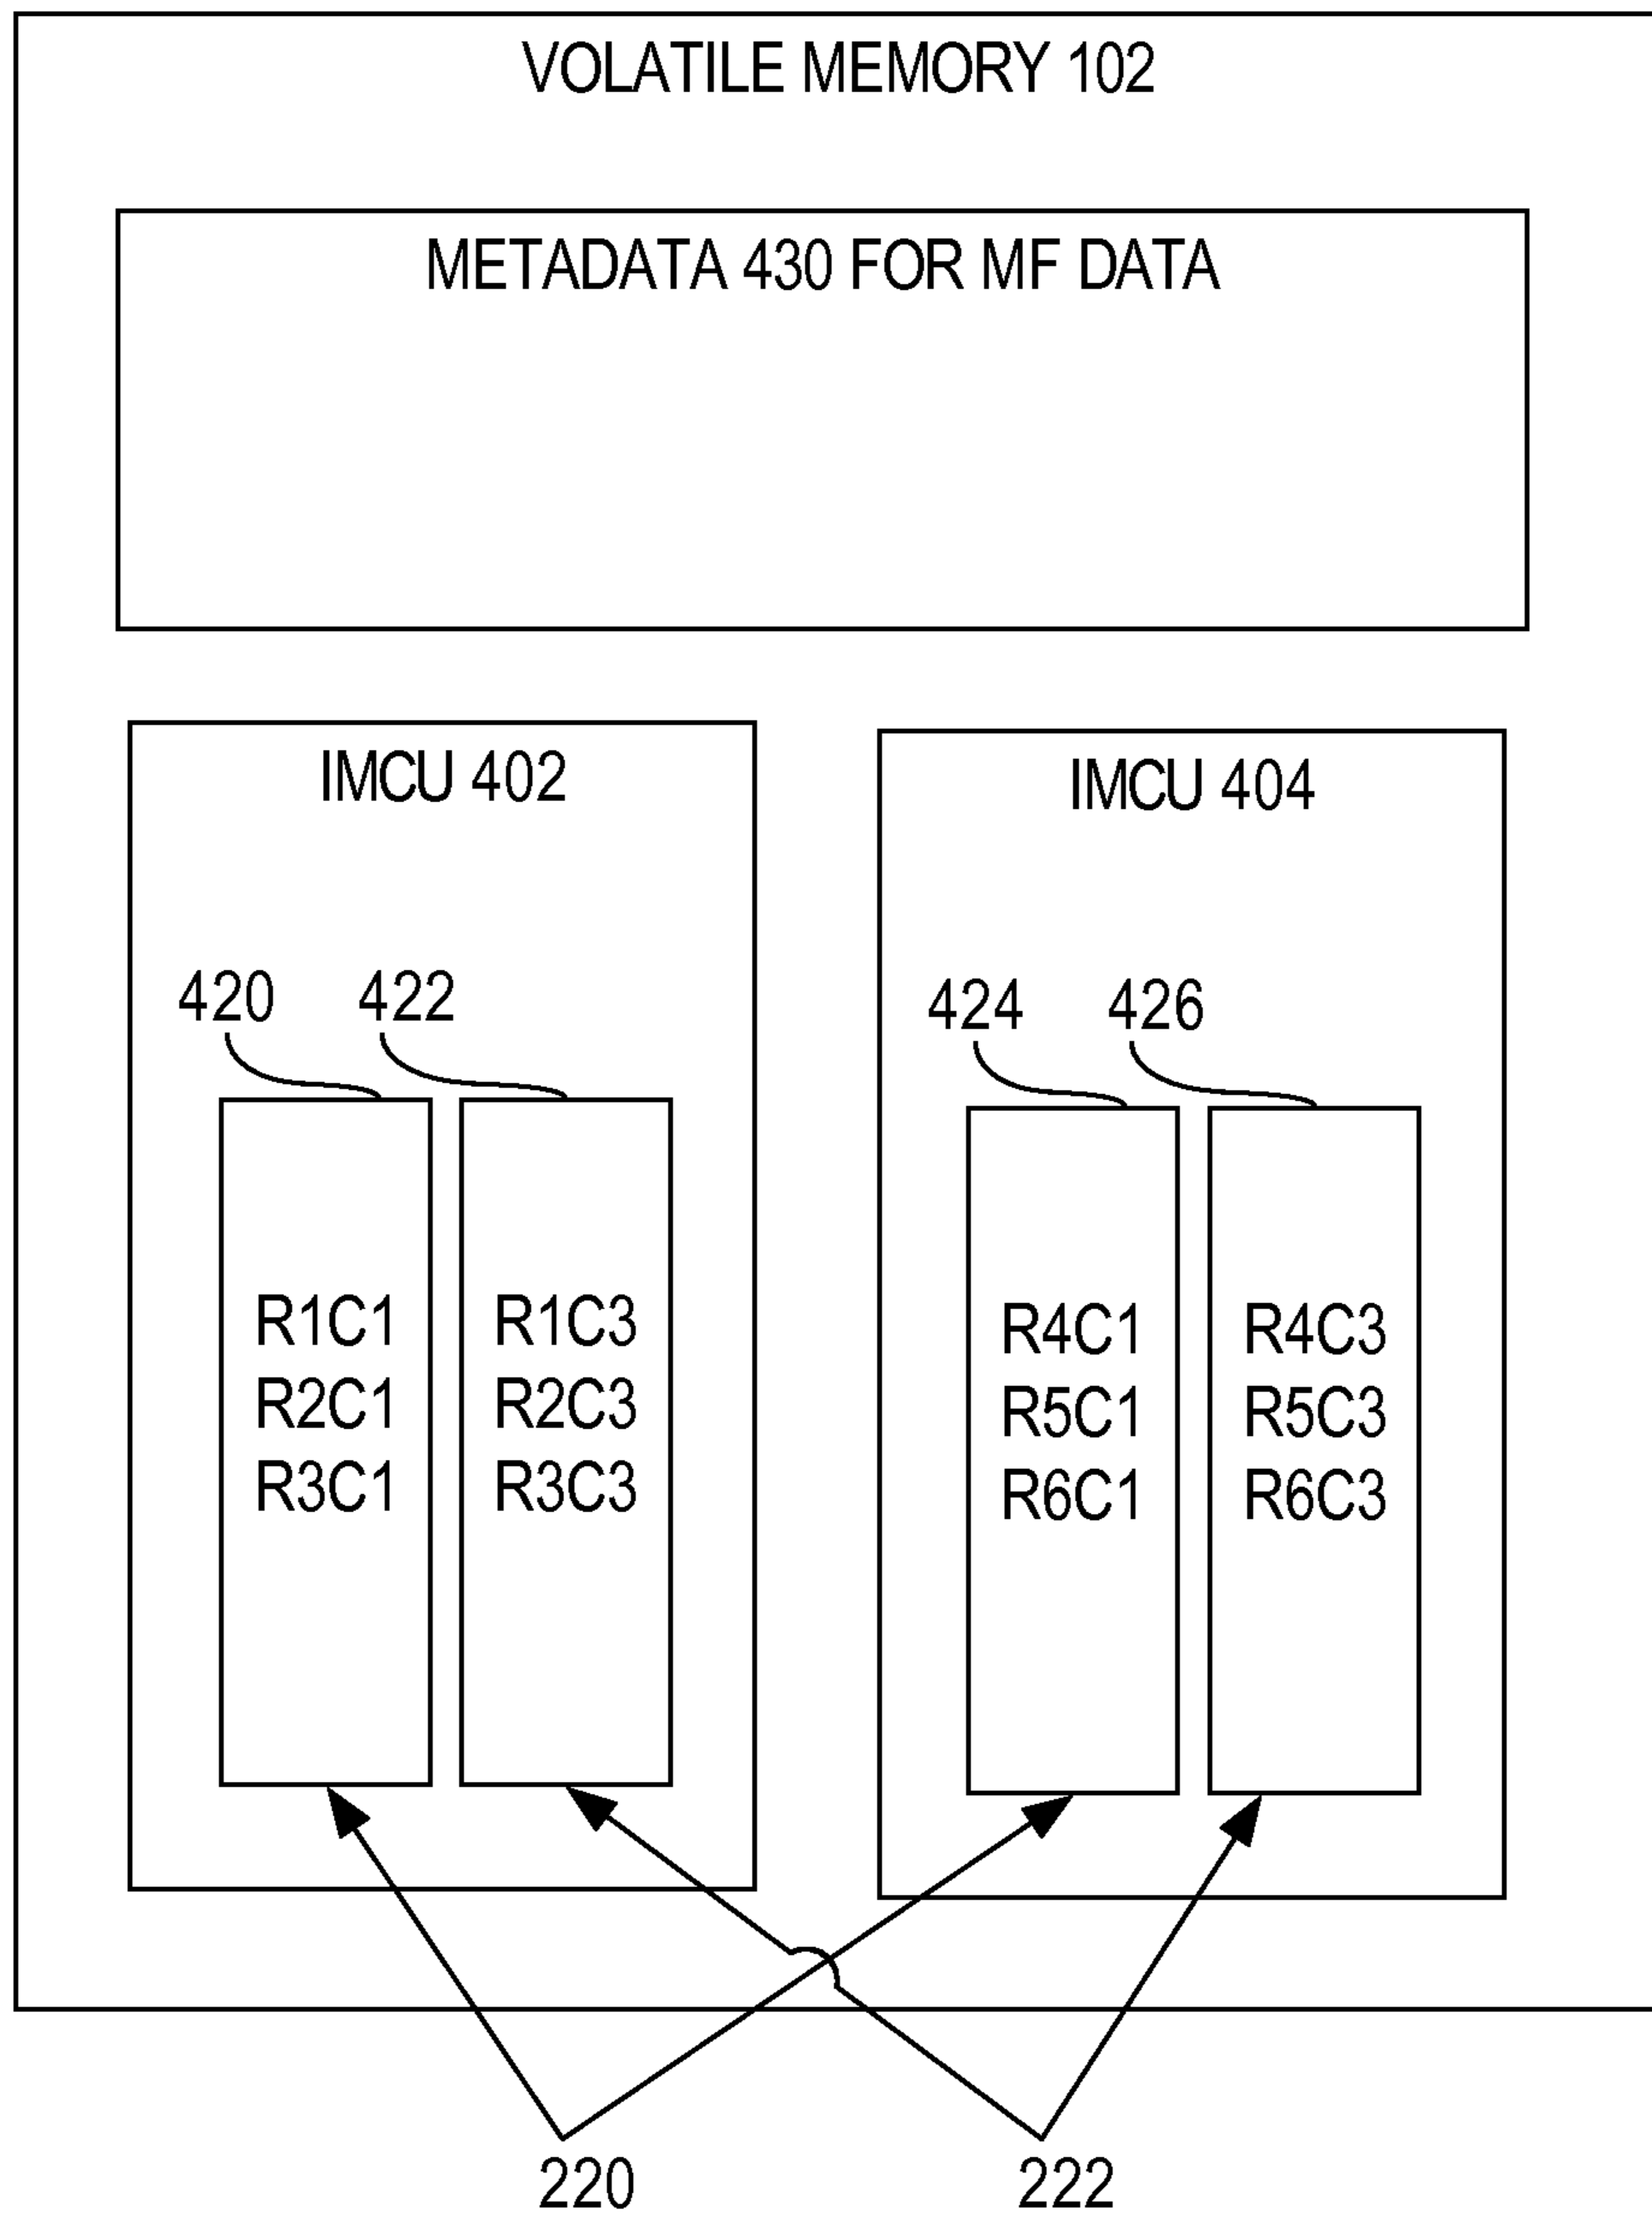 VOLATILE MEMORY 102
METADATA 430 FOR MF DATA
IMCU 402
420 422
R1C1
R2C1
R3C1
R1C3
R2C3
R3C3
IMCU 404
424 426
R4C1
R5C1
R6C1
R4C3
R5C3
R6C3
220
222